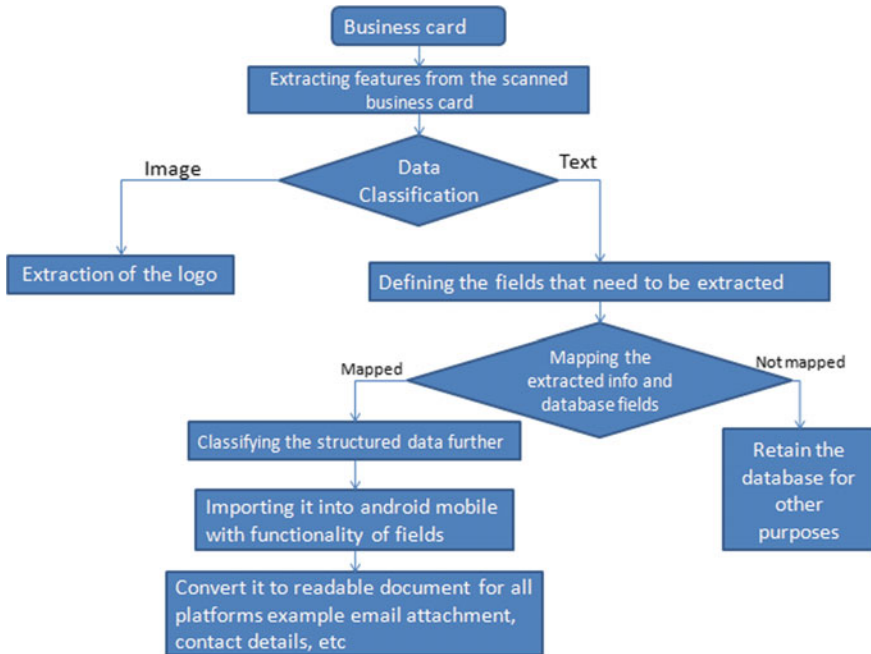 Business card
Extracting features from the scanned
business card
Image
Data
Classification
Text
Extraction of the logo
Defining the fields that need to be extracted
Mapped
Mapping the
extracted info and
database fields
Not mapped
Classifying the structured data further
Retain the
database for
other
purposes
Importing it into android mobile
with functionality of fields
Convert it to readable document for all
platforms example email attachment,
contact details, etc